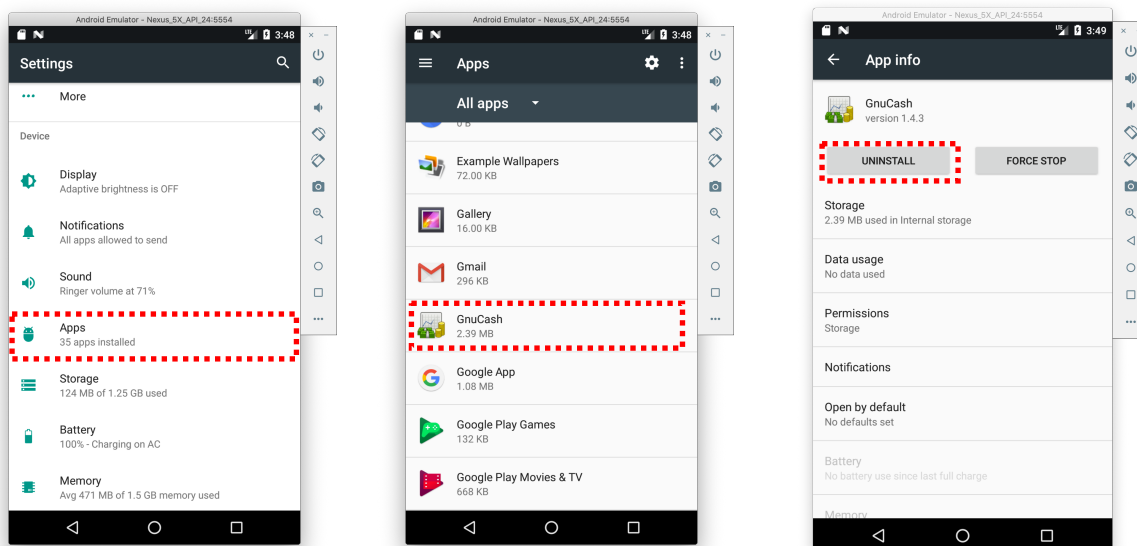 Android Emulator - Nexus_5X_API_24:5554
LTE 3:48
Settings
More
Device
Display
Adaptive brightness is OFF
Notifications
All apps allowed to send
Sound
Ringer volume at 71%
Apps
35 apps installed
Storage
124 MB of 1.25 GB used
Battery
100% - Charging on AC
Memory
Avg 471 MB of 1.5 GB memory used
Android Emulator - Nexus_5X_API_24:5554
LTE 3:48
Apps
All apps
0 B
Example Wallpapers
72.00 KB
Gallery
16.00 KB
Gmail
296 KB
GnuCash
2.39 MB
Google App
1.08 MB
Google Play Games
132 KB
Google Play Movies & TV
668 KB
Android Emulator - Nexus_5X_API_24:5554
LTE 3:49
App info
GnuCash
version 1.4.3
UNINSTALL
FORCE STOP
Storage
2.39 MB used in Internal storage
Data usage
No data used
Permissions
Storage
Notifications
Open by default
No defaults set
Battery
No battery use since last full charge
Memory